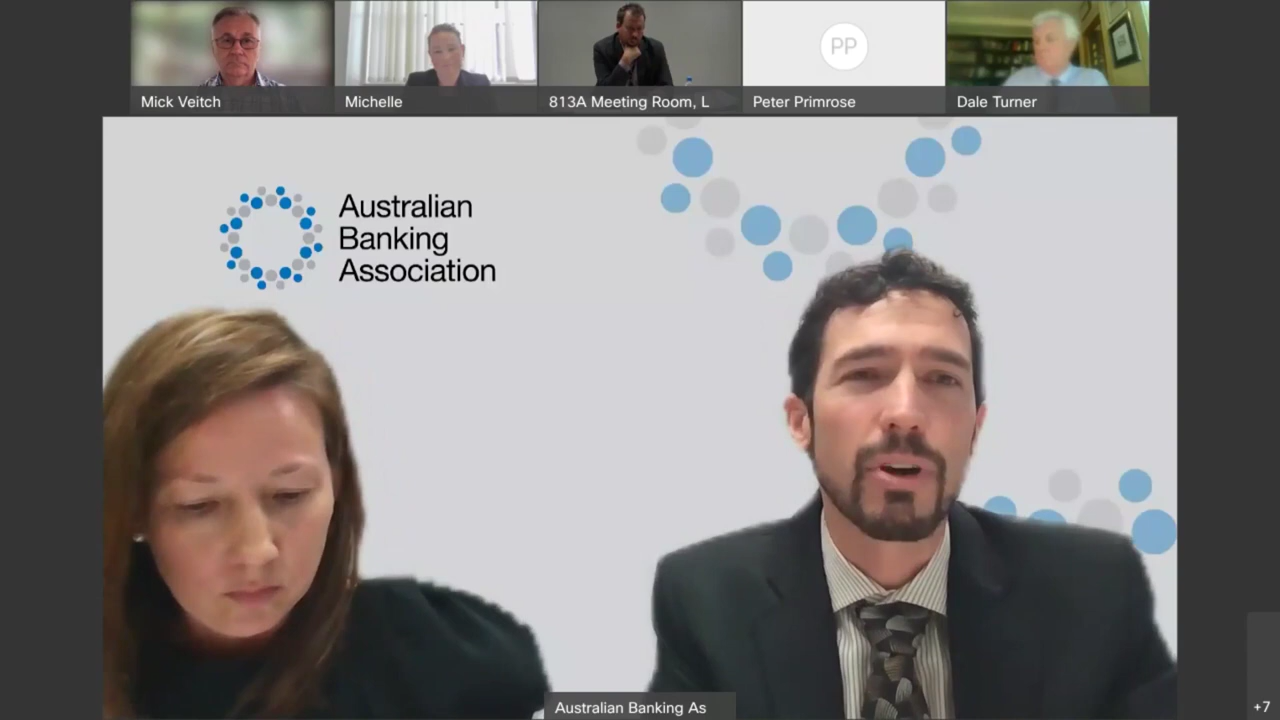 PP
Mick Veitch
Michelle
813A Meeting Room, L
Peter Primrose
Dale Turner
Australian
Banking
Association
Australian Banking As
+7